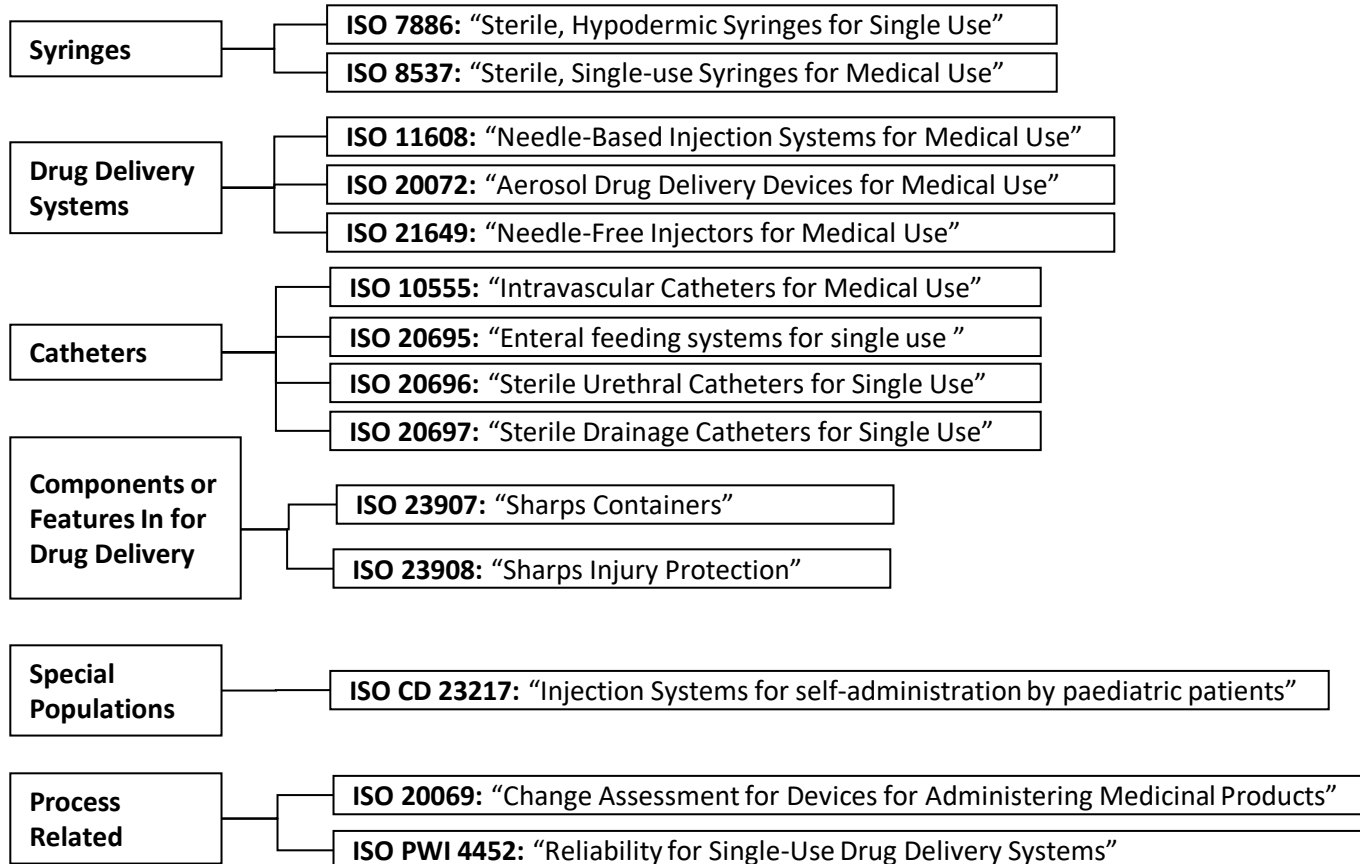 Syringes
ISO 7886: “Sterile, Hypodermic Syringes for Single Use”
ISO 8537: “Sterile, Single-use Syringes for Medical Use”
Drug Delivery
Systems
ISO 11608: “Needle-Based Injection Systems for Medical Use”
ISO 20072: “Aerosol Drug Delivery Devices for Medical Use”
ISO 21649: “Needle-Free Injectors for Medical Use”
Catheters
ISO 10555: “Intravascular Catheters for Medical Use”
ISO 20695: “Enteral feeding systems for single use ”
ISO 20696: “Sterile Urethral Catheters for Single Use”
ISO 20697: “Sterile Drainage Catheters for Single Use”
Components or
Features In for
Drug Delivery
ISO 23907: “Sharps Containers”
ISO 23908: “Sharps Injury Protection”
Special
Populations
ISO CD 23217: “Injection Systems for self-administration by paediatric patients”
Process
Related
ISO 20069: “Change Assessment for Devices for Administering Medicinal Products”
ISO PWI 4452: “Reliability for Single-Use Drug Delivery Systems”